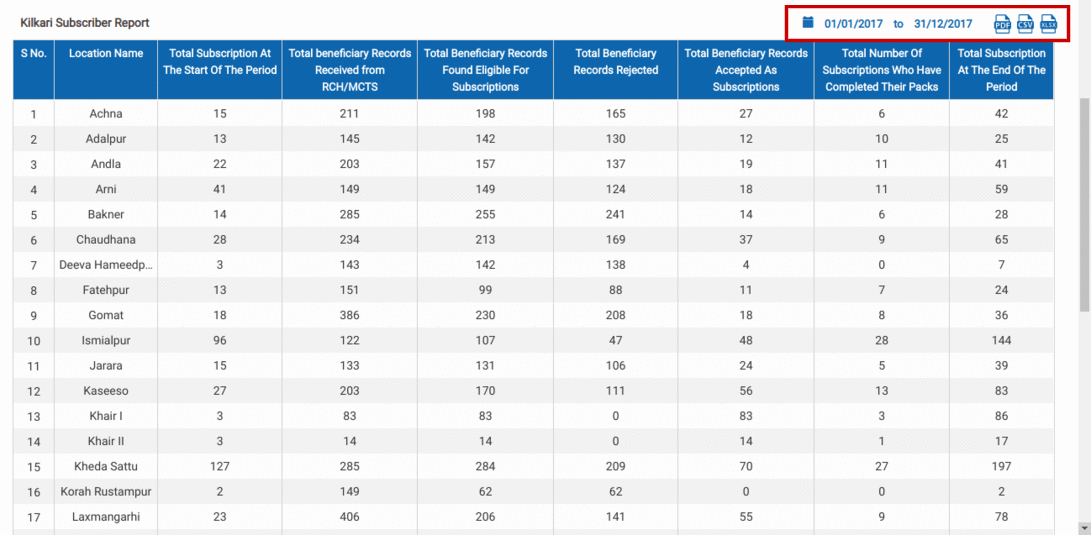 Kilkari Subscriber Report
01/01/2017 to 31/12/2017 PDF CSV XLSX
S No. Location Name Total Subscription At The Start Of The Period Total beneficiary Records Received from RCH/MCTS Total Beneficiary Records Found Eligible For Subscriptions Total Beneficiary Records Rejected Total Beneficiary Records Accepted As Subscriptions Total Number Of Subscriptions Who Have Completed Their Packs Total Subscription At The End Of The Period
1 Achna 15 211 198 165 27 6 42
2 Adalpur 13 145 142 130 12 10 25
3 Andla 22 203 157 137 19 11 41
4 Arni 41 149 149 124 18 11 59
5 Bakner 14 285 255 241 14 6 28
6 Chaudhana 28 234 213 169 37 9 65
7 Deeva Hameedp... 3 143 142 138 4 0 7
8 Fatehpur 13 151 99 88 11 7 24
9 Gomat 18 386 230 208 18 8 36
10 Ismialpur 96 122 107 47 48 28 144
11 Jarara 15 133 131 106 24 5 39
12 Kaseeso 27 203 170 111 56 13 83
13 Khair I 3 83 83 0 83 3 86
14 Khair II 3 14 14 0 14 1 17
15 Kheda Sattu 127 285 284 209 70 27 197
16 Korah Rustampur 2 149 62 62 0 0 2
17 Laxmangarhi 23 406 206 141 55 9 78